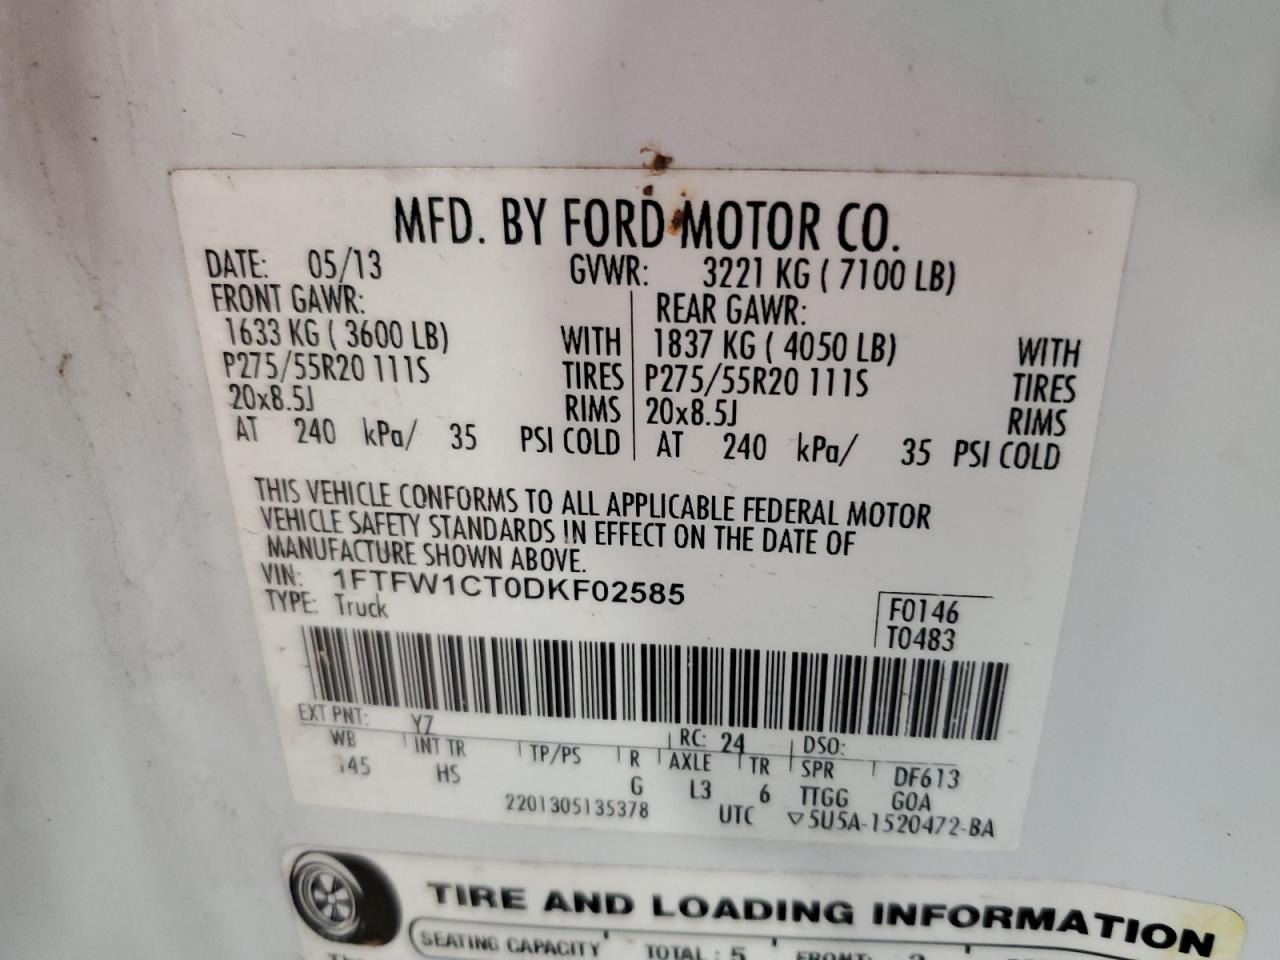 MFD. BY FORD MOTOR CO.
DATE: 05/13 GVWR: 3221 KG ( 7100 LB)
FRONT GAWR: REAR GAWR:
1633 KG ( 3600 LB) WITH 1837 KG ( 4050 LB) WITH
P275/55R20 111S TIRES P275/55R20 111S TIRES
20x8.5J RIMS 20x8.5J RIMS
AT 240 kPa/ 35 PSI COLD AT 240 kPa/ 35 PSI COLD
THIS VEHICLE CONFORMS TO ALL APPLICABLE FEDERAL MOTOR
VEHICLE SAFETY STANDARDS IN EFFECT ON THE DATE OF
MANUFACTURE SHOWN ABOVE.
VIN: 1FTFW1CT0DKF02585
TYPE: Truck
F0146
T0483
EXT PNT: YZ RC: 24 DSO:
WB INT TR TP/PS R AXLE TR SPR DF613
145 HS G L3 6 TTGG GOA
2201305135378 UTC ▽5U5A-1520472-BA
TIRE AND LOADING INFORMATION
SEATING CAPACITY TOTAL : 5 FRONT: